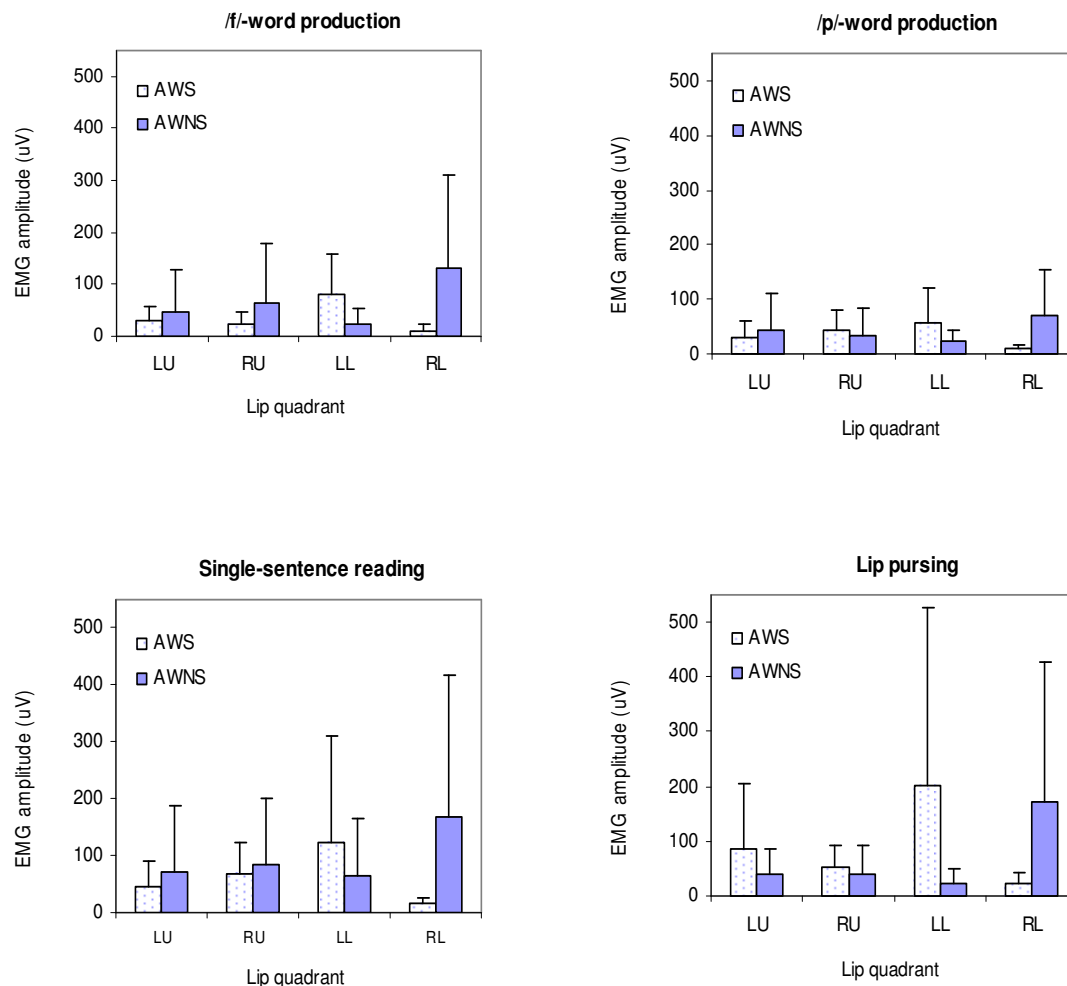 /f/-word production
500
400
300
200
100
0
EMG amplitude (uV)
AWS
AWNS
LU RU LL RL
Lip quadrant
/p/-word production
500
400
300
200
100
0
EMG amplitude (uV)
AWS
AWNS
LU RU LL RL
Lip quadrant
Single-sentence reading
500
400
300
200
100
0
EMG amplitude (uV)
AWS
AWNS
LU RU LL RL
Lip quadrant
Lip pursing
500
400
300
200
100
0
EMG amplitude (uV)
AWS
AWNS
LU RU LL RL
Lip quadrant